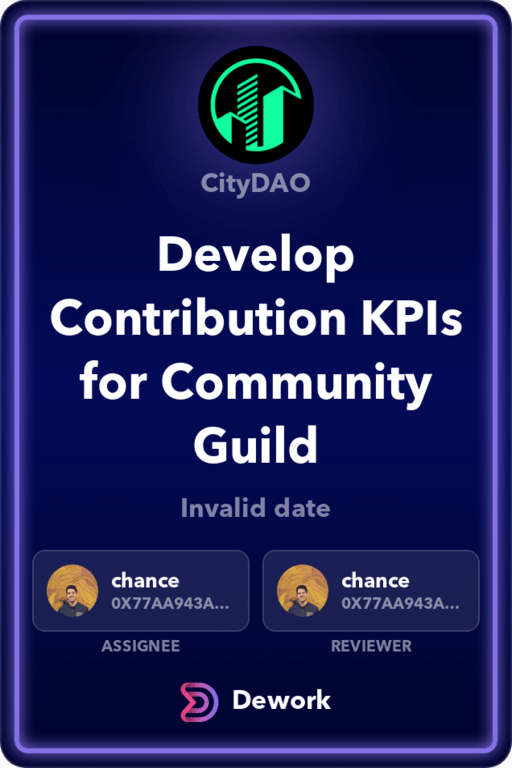 CityDAO
Develop
Contribution KPIs
for Community
Guild
Invalid date
chance
0X77AA943A...
chance
0X77AA943A...
ASSIGNEE
REVIEWER
Dework